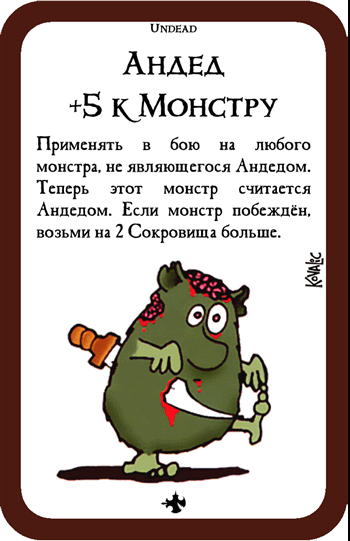 Undead
Андед
+5 к Монстру
Применять в бою на любого
монстра, не являющегося Андедом.
Теперь этот монстр считается
Андедом. Если монстр побеждён,
возьми на 2 Сокровища больше.
Kovalic